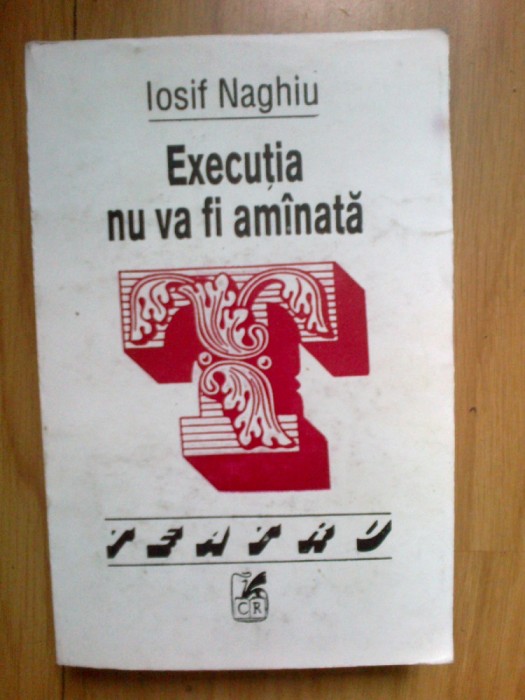 Iosif Naghiu
Execuția
nu va fi amînată
T
TEATRU
CR